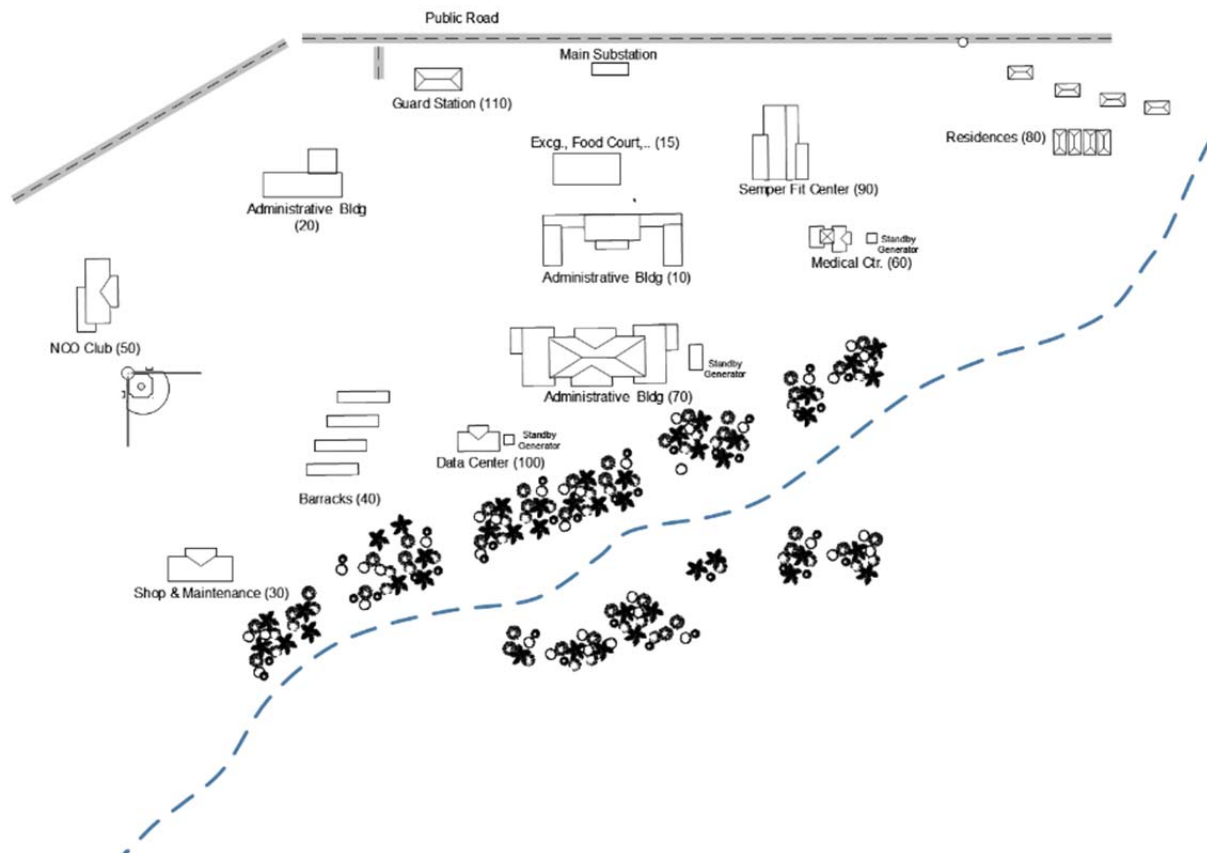 Public Road
Main Substation
Guard Station (110)
Excg., Food Court,.. (15)
Residences (80)
Semper Fit Center (90)
Administrative Bldg
(20)
Standby
Generator
Medical Ctr. (60)
Administrative Bldg (10)
NCO Club (50)
Standby
Generator
Administrative Bldg (70)
Standby
Generator
Data Center (100)
Barracks (40)
Shop & Maintenance (30)